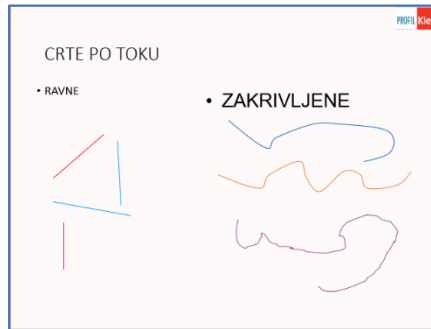 PROFIL Kle
CRTE PO TOKU
• RAVNE
• ZAKRIVLJENE